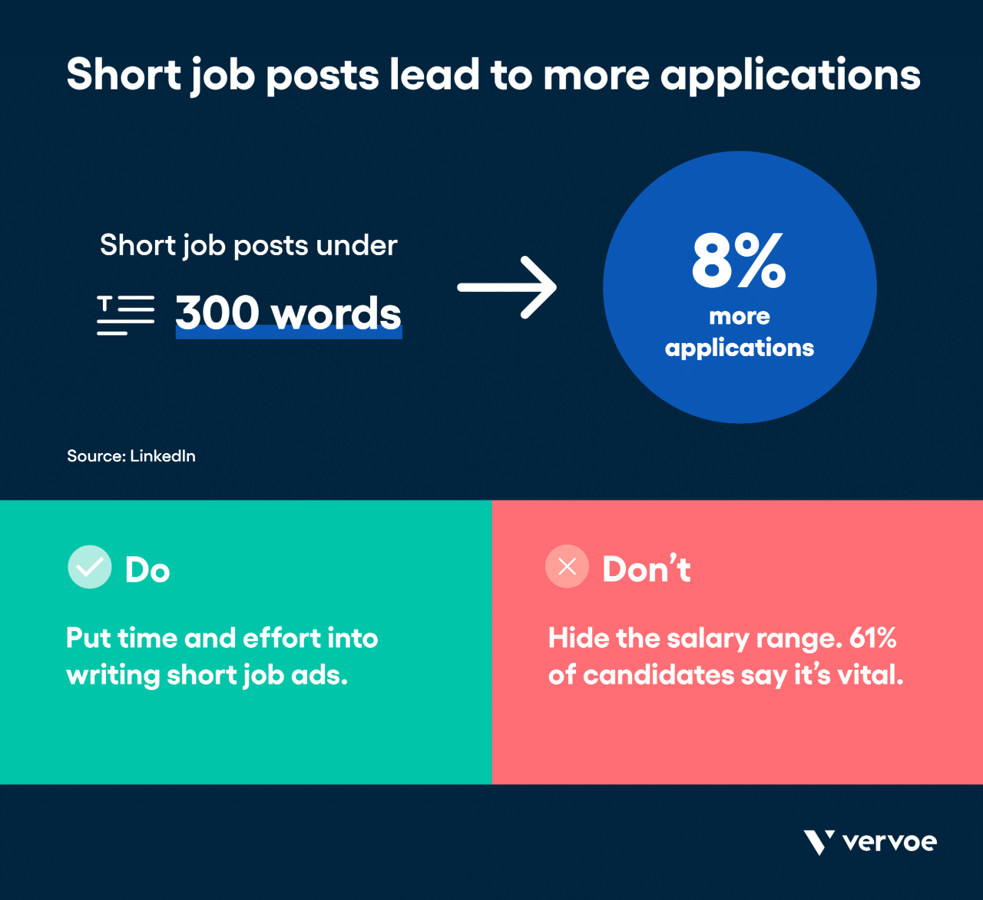 Short job posts lead to more applications
Short job posts under
300 words
8%
more
applications
Source: LinkedIn
Do
Put time and effort into
writing short job ads.
Don’t
Hide the salary range. 61%
of candidates say it’s vital.
vervoe